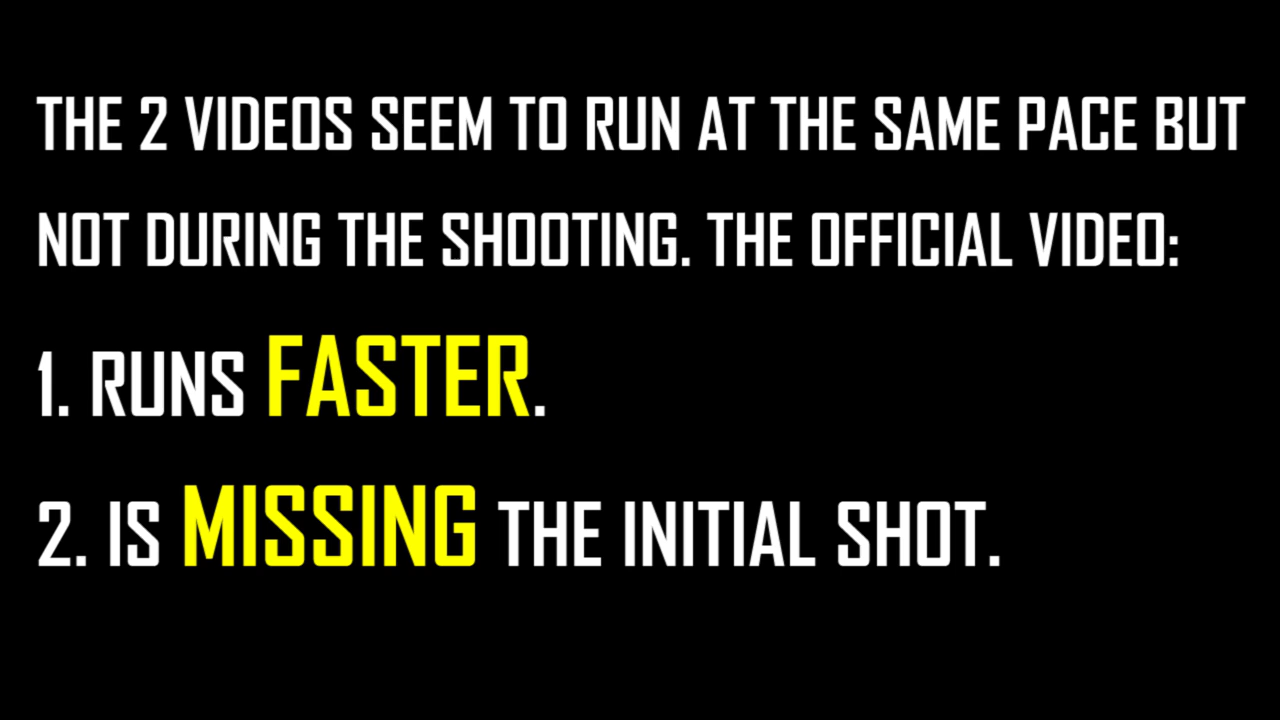 THE 2 VIDEOS SEEM TO RUN AT THE SAME PACE BUT
NOT DURING THE SHOOTING. THE OFFICIAL VIDEO:
1. RUNS FASTER.
2. IS MISSING THE INITIAL SHOT.